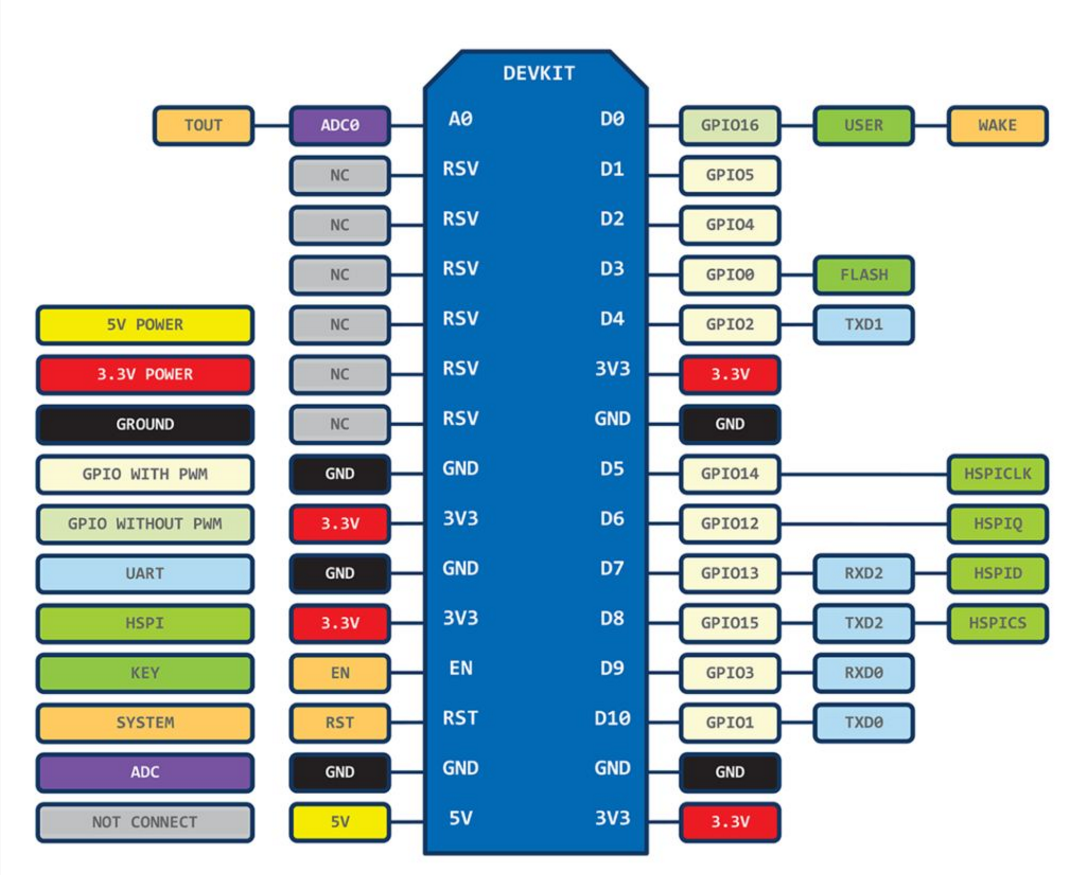 DEVKIT
TOUT ADC0 A0 D0 GPIO16 USER WAKE
NC RSV D1 GPIO5
NC RSV D2 GPIO4
NC RSV D3 GPIO0 FLASH
5V POWER NC RSV D4 GPIO2 TXD1
3.3V POWER NC RSV 3V3 3.3V
GROUND NC RSV GND GND
GPIO WITH PWM GND GND D5 GPIO14 HSPICLK
GPIO WITHOUT PWM 3.3V 3V3 D6 GPIO12 HSPIQ
UART GND GND D7 GPIO13 RXD2 HSPID
HSPI 3.3V 3V3 D8 GPIO15 TXD2 HSPICS
KEY EN EN D9 GPIO3 RXD0
SYSTEM RST RST D10 GPIO1 TXD0
ADC GND GND GND GND
NOT CONNECT 5V 5V 3V3 3.3V